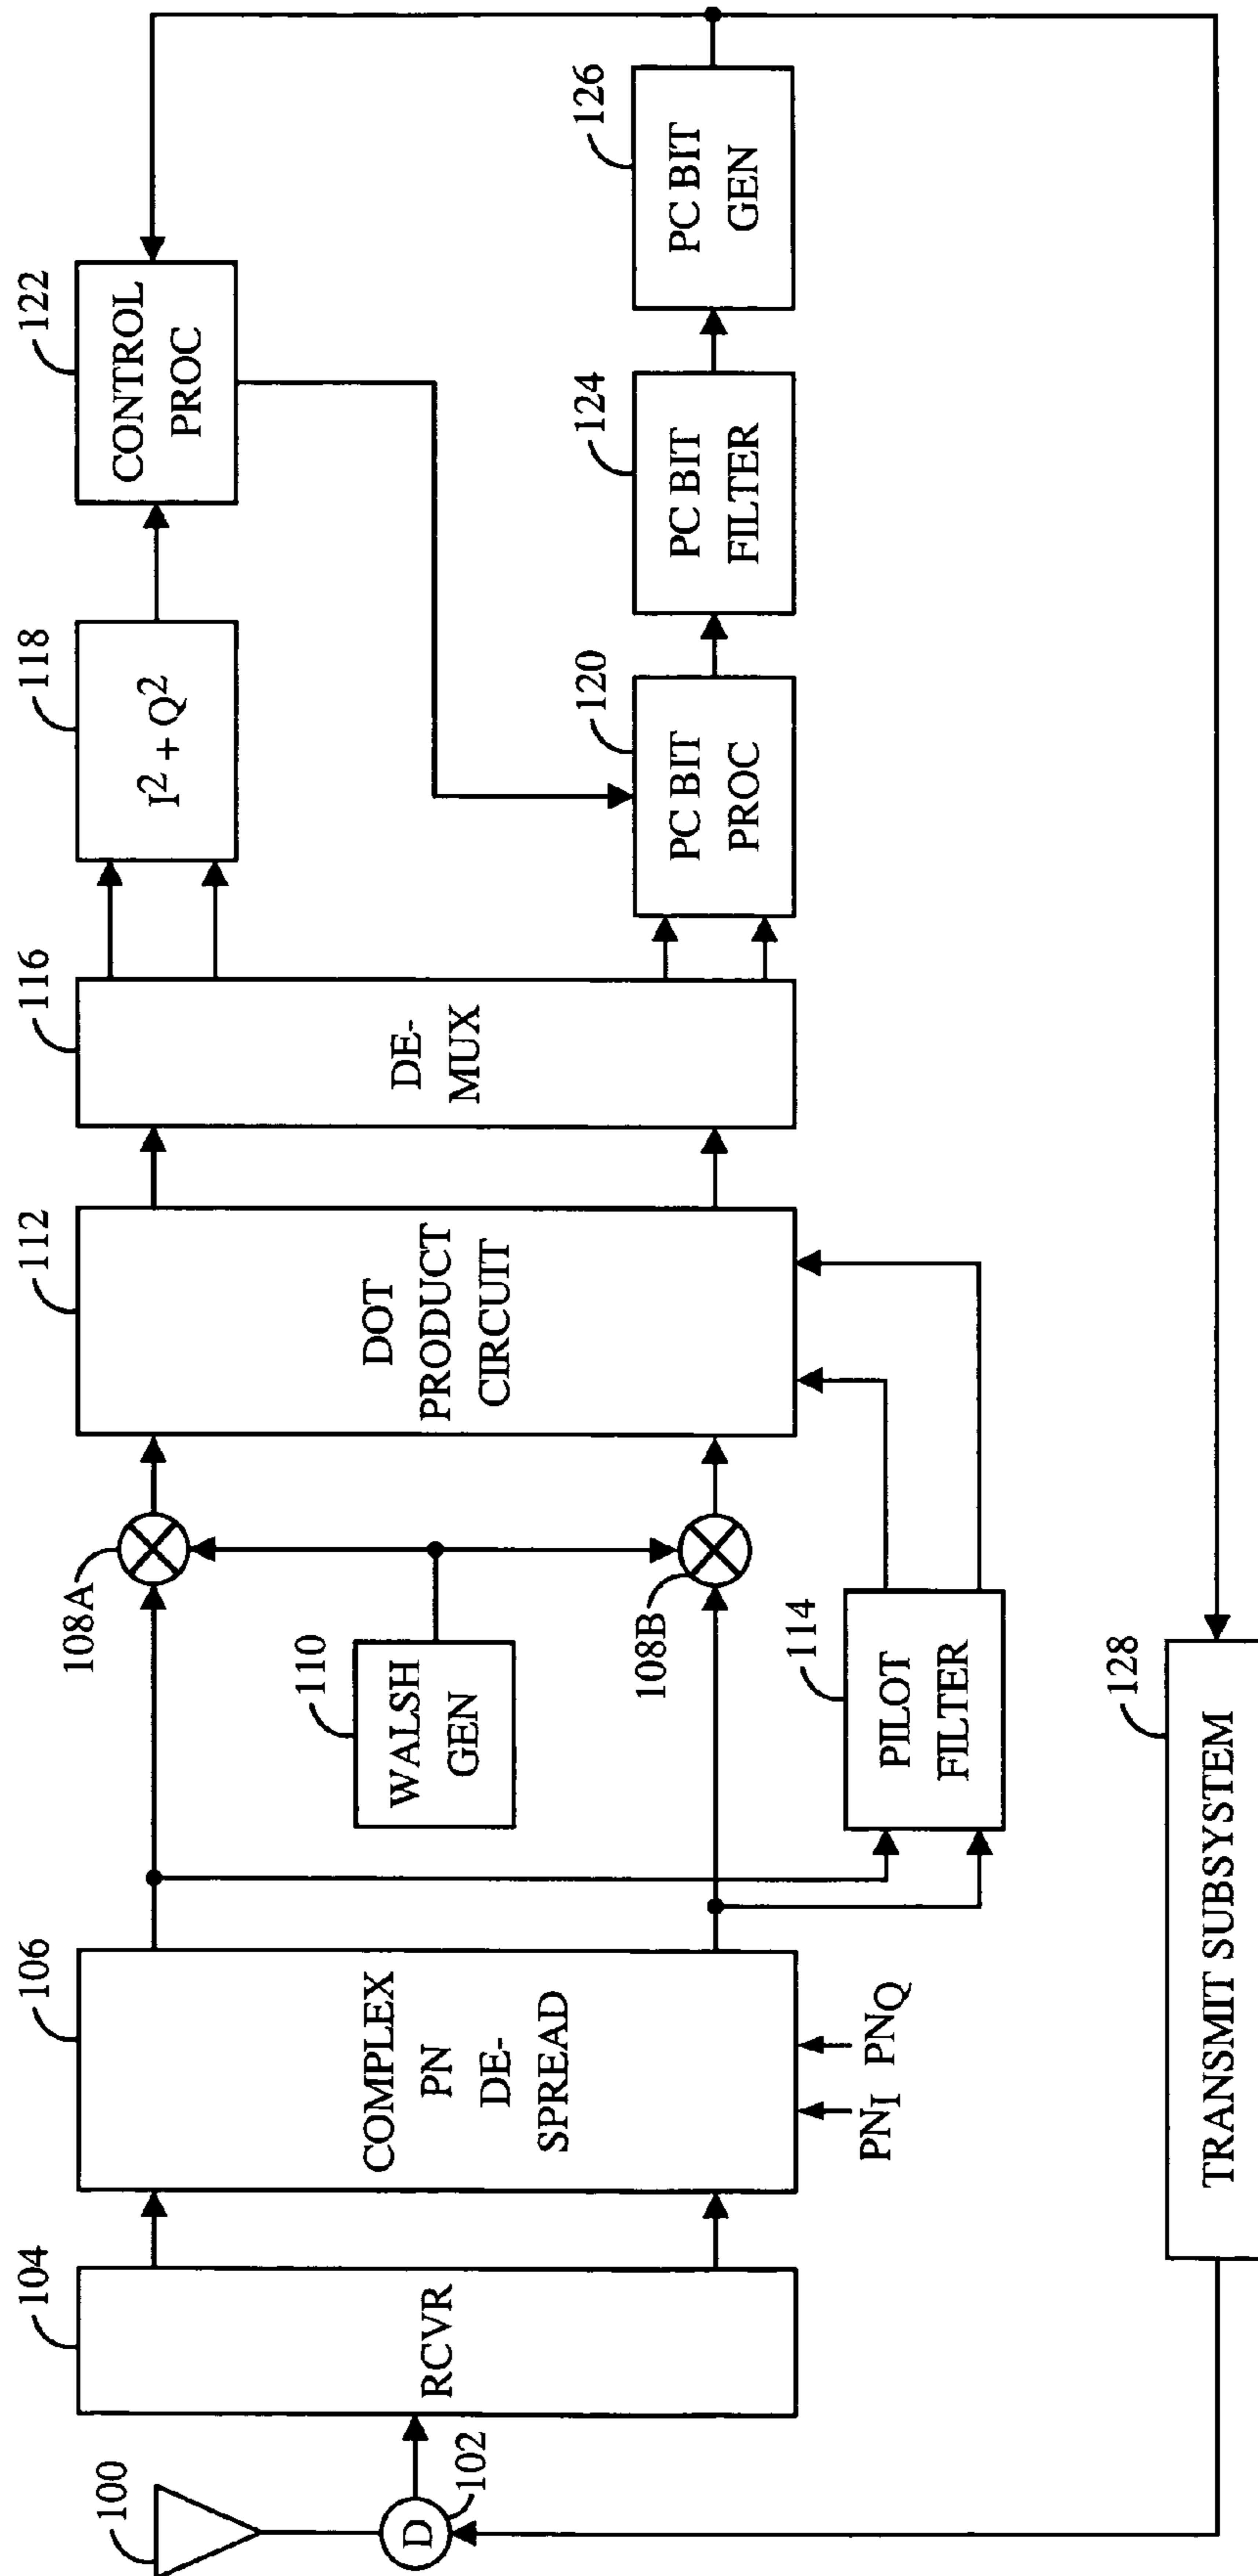 100
D
102
104
RCVR
106
COMPLEX
PN
DE-
SPREAD
PNI
PNQ
108A
110
WALSH
GEN
108B
114
PILOT
FILTER
112
DOT
PRODUCT
CIRCUIT
116
DE-
MUX
118
I² + Q²
120
PC BIT
PROC
122
CONTROL
PROC
124
PC BIT
FILTER
126
PC BIT
GEN
128
TRANSMIT SUBSYSTEM